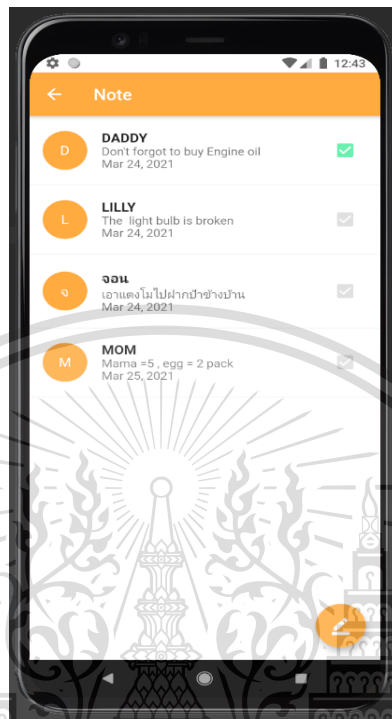 12:43
Note
D
DADDY
Don't forgot to buy Engine oil
Mar 24, 2021
L
LILLY
The light bulb is broken
Mar 24, 2021
จ
จอน
เอาแตงโมไปฝากป้าข้างบ้าน
Mar 24, 2021
M
MOM
Mama =5 , egg = 2 pack
Mar 25, 2021